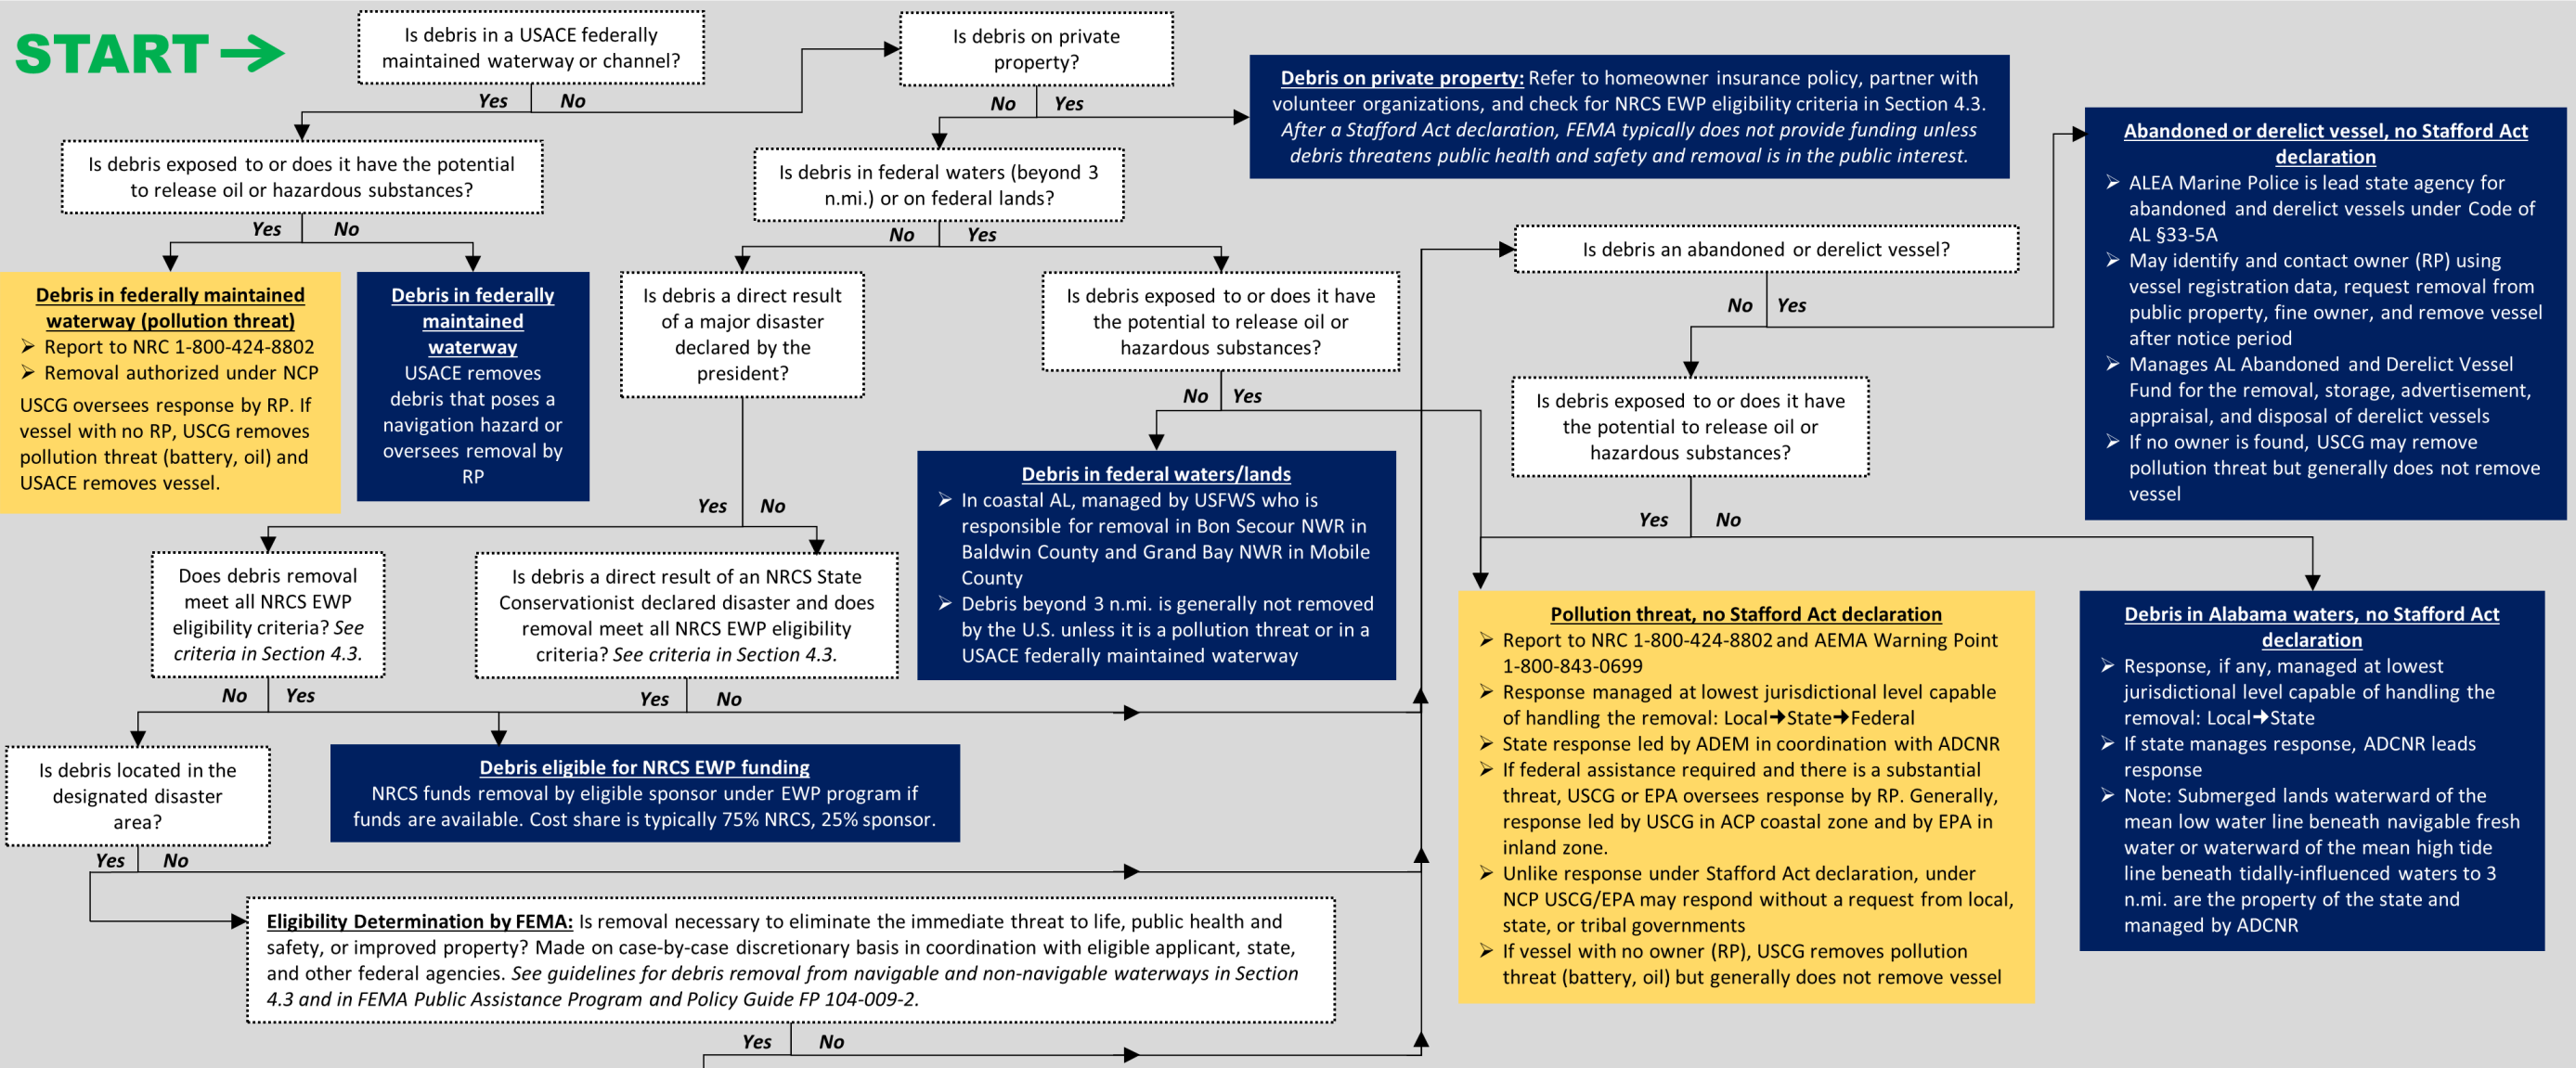 START →
Is debris in a USACE federally
maintained waterway or channel?
Yes
No
Is debris on private
property?
No
Yes
Debris on private property: Refer to homeowner insurance policy, partner with
volunteer organizations, and check for NRCS EWP eligibility criteria in Section 4.3.
After a Stafford Act declaration, FEMA typically does not provide funding unless
debris threatens public health and safety and removal is in the public interest.
Is debris exposed to or does it have the potential
to release oil or hazardous substances?
Yes
No
Debris in federally maintained
waterway (pollution threat)
➢ Report to NRC 1-800-424-8802
➢ Removal authorized under NCP
USCG oversees response by RP. If
vessel with no RP, USCG removes
pollution threat (battery, oil) and
USACE removes vessel.
Debris in federally
maintained
waterway
USACE removes
debris that poses a
navigation hazard or
oversees removal by
RP
Is debris in federal waters (beyond 3
n.mi.) or on federal lands?
No
Yes
Is debris a direct result
of a major disaster
declared by the
president?
Yes
No
Is debris exposed to or does it have
the potential to release oil or
hazardous substances?
No
Yes
Debris in federal waters/lands
➢ In coastal AL, managed by USFWS who is
responsible for removal in Bon Secour NWR in
Baldwin County and Grand Bay NWR in Mobile
County
➢ Debris beyond 3 n.mi. is generally not removed
by the U.S. unless it is a pollution threat or in a
USACE federally maintained waterway
Does debris removal
meet all NRCS EWP
eligibility criteria? See
criteria in Section 4.3.
No
Yes
Is debris a direct result of an NRCS State
Conservationist declared disaster and does
removal meet all NRCS EWP eligibility
criteria? See criteria in Section 4.3.
Yes
No
Is debris located in the
designated disaster
area?
Yes
No
Debris eligible for NRCS EWP funding
NRCS funds removal by eligible sponsor under EWP program if
funds are available. Cost share is typically 75% NRCS, 25% sponsor.
Eligibility Determination by FEMA: Is removal necessary to eliminate the immediate threat to life, public health and
safety, or improved property? Made on case-by-case discretionary basis in coordination with eligible applicant, state,
and other federal agencies. See guidelines for debris removal from navigable and non-navigable waterways in Section
4.3 and in FEMA Public Assistance Program and Policy Guide FP 104-009-2.
Yes
No
Is debris an abandoned or derelict vessel?
No
Yes
Is debris exposed to or does it have
the potential to release oil or
hazardous substances?
Yes
No
Abandoned or derelict vessel, no Stafford Act
declaration
➢ ALEA Marine Police is lead state agency for
abandoned and derelict vessels under Code of
AL §33-5A
➢ May identify and contact owner (RP) using
vessel registration data, request removal from
public property, fine owner, and remove vessel
after notice period
➢ Manages AL Abandoned and Derelict Vessel
Fund for the removal, storage, advertisement,
appraisal, and disposal of derelict vessels
➢ If no owner is found, USCG may remove
pollution threat but generally does not remove
vessel
Pollution threat, no Stafford Act declaration
➢ Report to NRC 1-800-424-8802 and AEMA Warning Point
1-800-843-0699
➢ Response managed at lowest jurisdictional level capable
of handling the removal: Local➔State➔Federal
➢ State response led by ADEM in coordination with ADCNR
➢ If federal assistance required and there is a substantial
threat, USCG or EPA oversees response by RP. Generally,
response led by USCG in ACP coastal zone and by EPA in
inland zone.
➢ Unlike response under Stafford Act declaration, under
NCP USCG/EPA may respond without a request from local,
state, or tribal governments
➢ If vessel with no owner (RP), USCG removes pollution
threat (battery, oil) but generally does not remove vessel
Debris in Alabama waters, no Stafford Act
declaration
➢ Response, if any, managed at lowest
jurisdictional level capable of handling the
removal: Local➔State
➢ If state manages response, ADCNR leads
response
➢ Note: Submerged lands waterward of the
mean low water line beneath navigable fresh
water or waterward of the mean high tide
line beneath tidally-influenced waters to 3
n.mi. are the property of the state and
managed by ADCNR